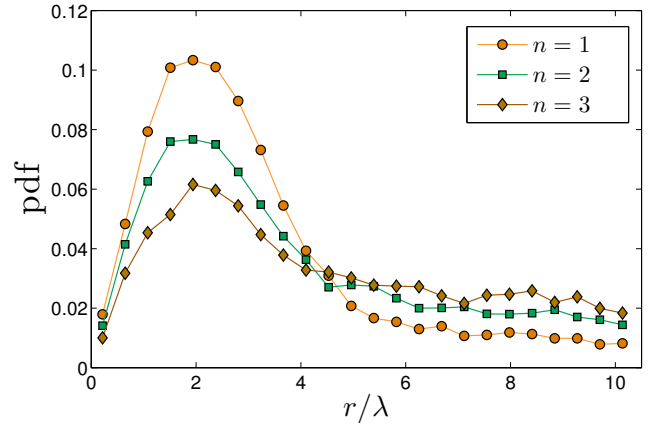 0.12
0.1
0.08
0.06
0.04
0.02
0
pdf
n = 1
n = 2
n = 3
0 2 4 6 8 10
r/λ